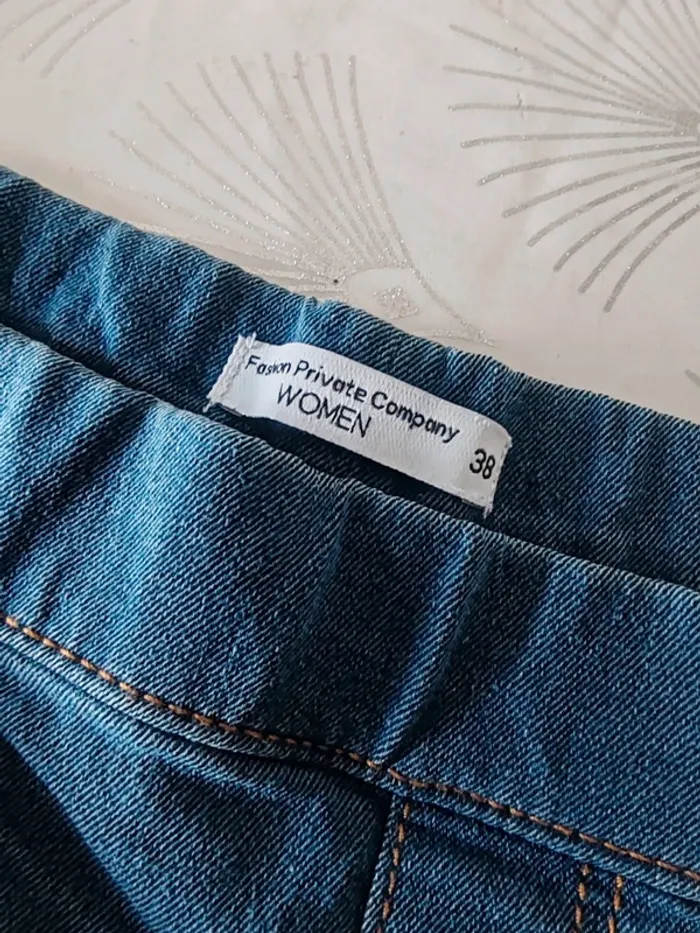 Fashion Private Company
WOMEN
38